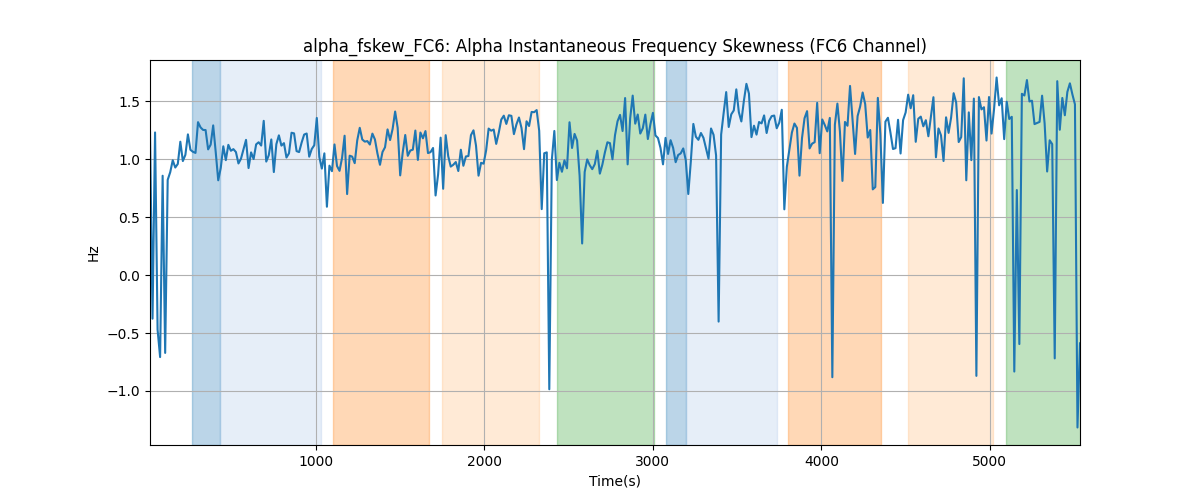 alpha_fskew_FC6: Alpha Instantaneous Frequency Skewness (FC6 Channel)
Hz
1.5
1.0
0.5
0.0
−0.5
−1.0
1000 2000 3000 4000 5000
Time(s)